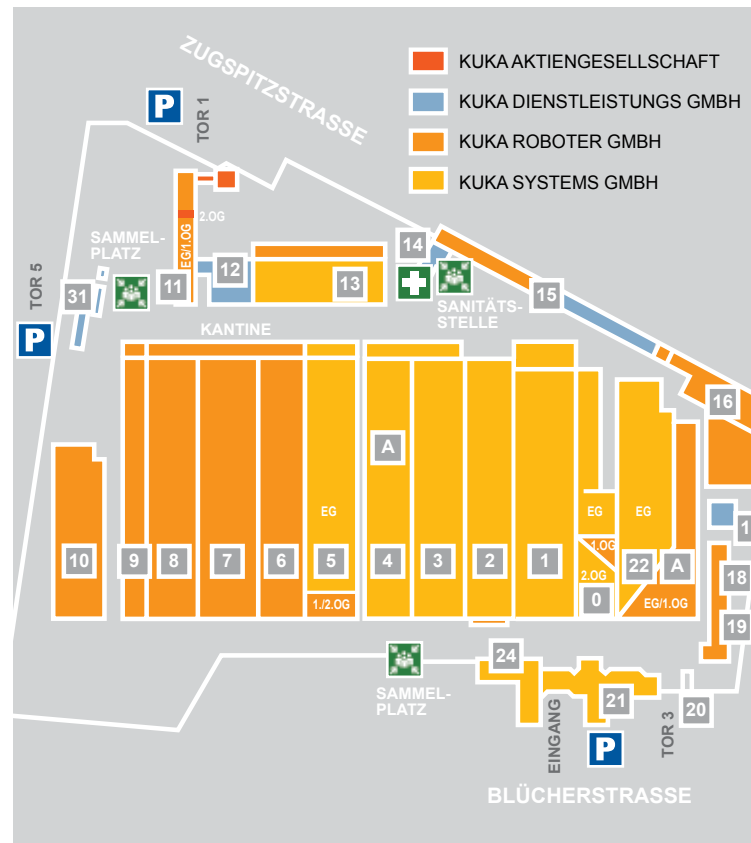 ZUGSPITZSTRASSE
KUKA AKTIENGESELLSCHAFT
KUKA DIENSTLEISTUNGS GMBH
KUKA ROBOTER GMBH
KUKA SYSTEMS GMBH
P
TOR 1
2.OG
EG/1.OG
SAMMEL-
PLATZ
TOR 5
31
11
12
13
14
15
SANITÄTS-
STELLE
P
KANTINE
16
A
EG
EG
1.OG
2.OG
10
9
8
7
6
5
4
3
2
1
0
22
A
1
18
1./2.OG
EG/1.OG
19
24
SAMMEL-
PLATZ
21
20
EINGANG
TOR 3
P
BLÜCHERSTRASSE
EG